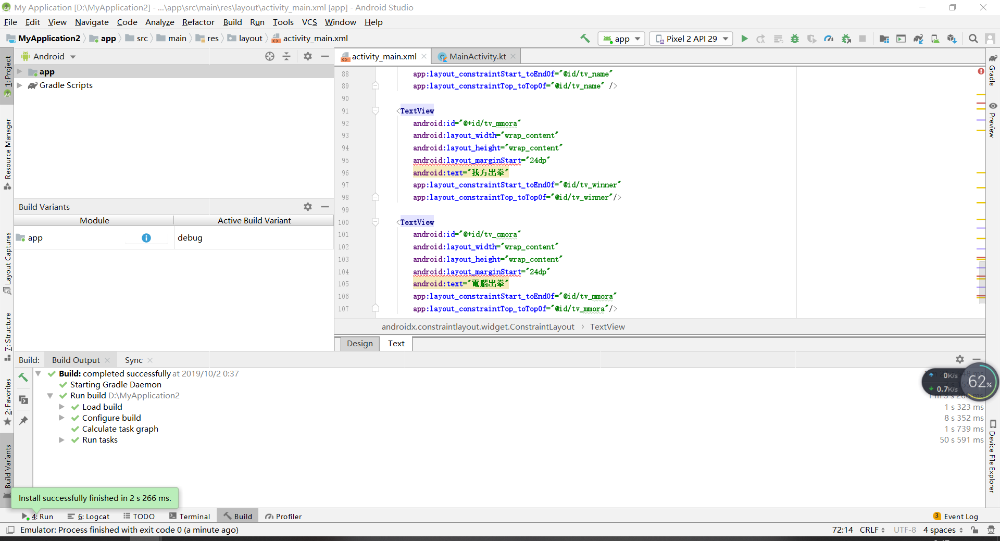 My Application [D:\MyApplication2] - ...\app\src\main\res\layout\activity_main.xml [app] - Android Studio
File Edit View Navigate Code Analyze Refactor Build Run Tools VCS Window Help
MyApplication2 app src main res layout activity_main.xml app Pixel 2 API 29
Android
activity_main.xml MainActivity.kt
1: Project
Resource Manager
Layout Captures
7: Structure
2: Favorites
Build Variants
app
Gradle Scripts
Build Variants
Module Active Build Variant
app debug
88 app:layout_constraintStart_toEndOf="@id/tv_name"
89 app:layout_constraintTop_toTopOf="@id/tv_name" />
90
91 <TextView
92 android:id="@+id/tv_mmora"
93 android:layout_width="wrap_content"
94 android:layout_height="wrap_content"
95 android:layout_marginStart="24dp"
96 android:text="我方出拳"
97 app:layout_constraintStart_toEndOf="@id/tv_winner"
98 app:layout_constraintTop_toTopOf="@id/tv_winner"/>
99
100 <TextView
101 android:id="@+id/tv_cmora"
102 android:layout_width="wrap_content"
103 android:layout_height="wrap_content"
104 android:layout_marginStart="24dp"
105 android:text="電腦出拳"
106 app:layout_constraintStart_toEndOf="@id/tv_mmora"
107 app:layout_constraintTop_toTopOf="@id/tv_mmora"/>
androidx.constraintlayout.widget.ConstraintLayout › TextView
Design Text
Gradle
Preview
Device File Explorer
Build: Build Output Sync
Build: completed successfully at 2019/10/2 0:37
Starting Gradle Daemon
Run build D:\MyApplication2
Load build 1 s 323 ms
Configure build 8 s 352 ms
Calculate task graph 1 s 739 ms
Run tasks 50 s 591 ms
0K/s
0.7K/s
62%
Install successfully finished in 2 s 266 ms.
4: Run 6: Logcat TODO Terminal Build Profiler 3 Event Log
Emulator: Process finished with exit code 0 (a minute ago) 72:14 CRLF UTF-8 4 spaces